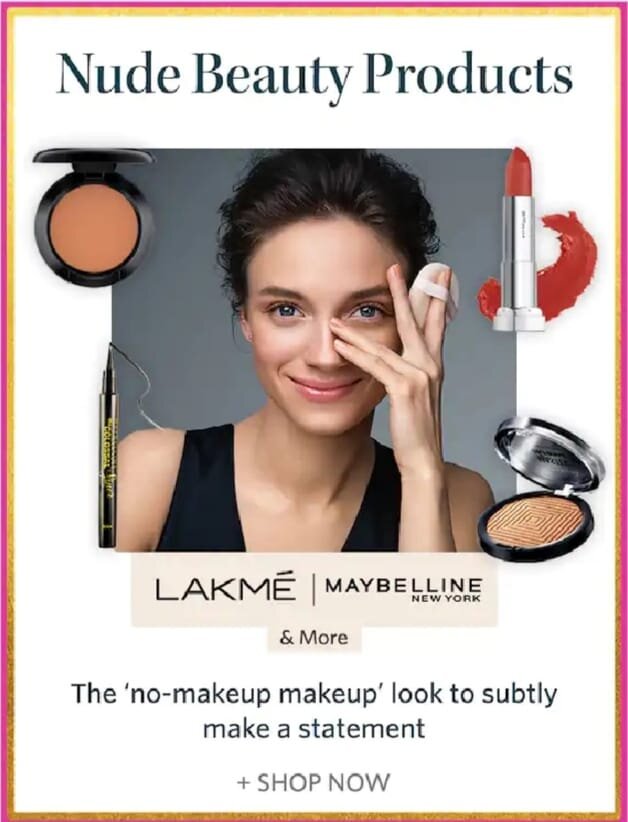 Nude Beauty Products
LAKMÉ | MAYBELLINE
NEW YORK
& More
The 'no-makeup makeup' look to subtly
make a statement
+ SHOP NOW